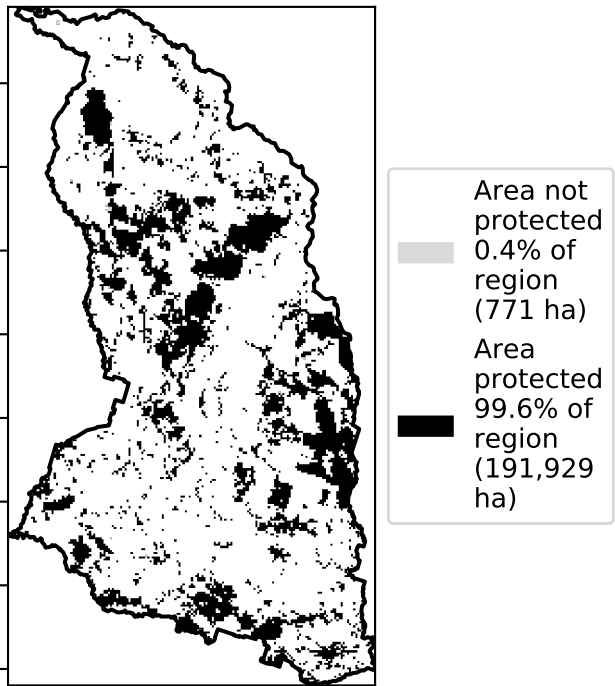 Area not
protected
0.4% of
region
(771 ha)
Area
protected
99.6% of
region
(191,929
ha)